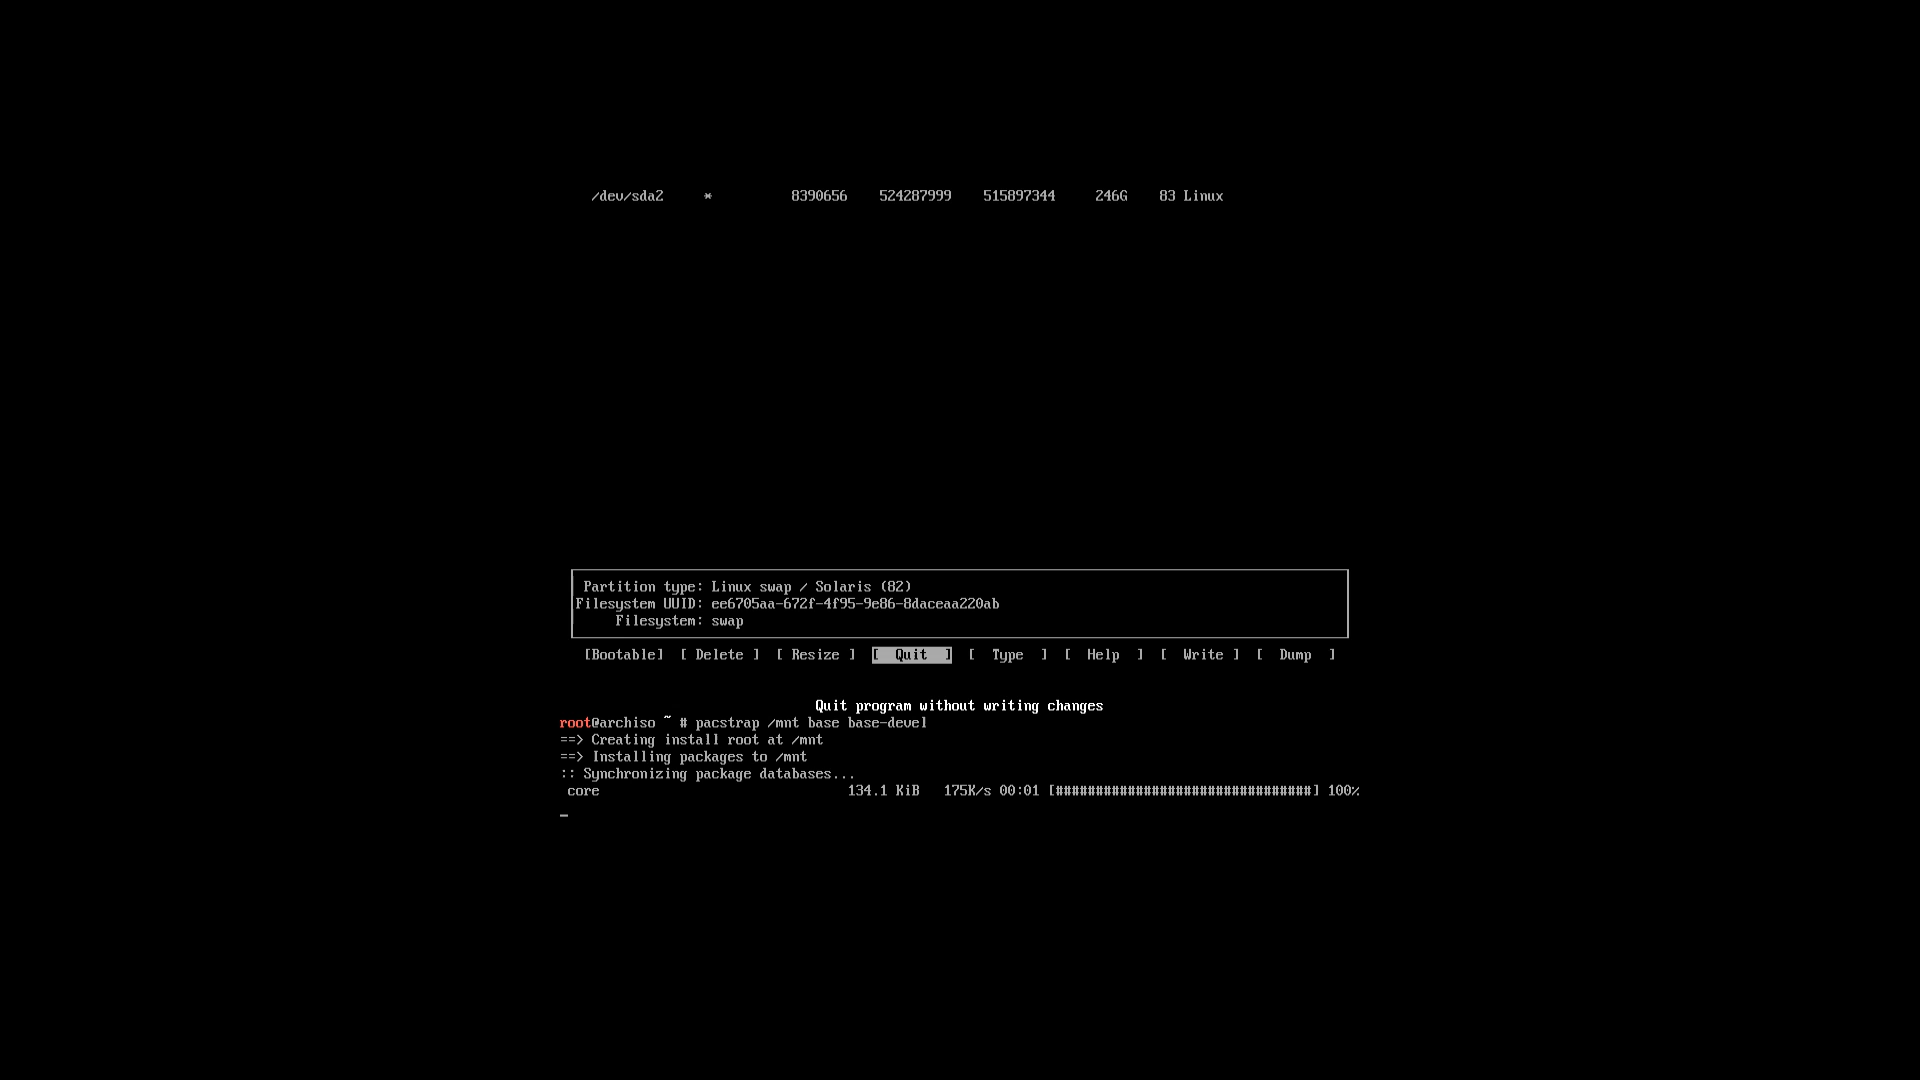 /dev/sda2 * 8390656 524287999 515897344 246G 83 Linux
Partition type: Linux swap / Solaris (82)
Filesystem UUID: ee6705aa-672f-4f95-9e86-8daceaa220ab
Filesystem: swap
[Bootable] [ Delete ] [ Resize ] [ Quit ] [ Type ] [ Help ] [ Write ] [ Dump ]
Quit program without writing changes
root@archiso ~ # pacstrap /mnt base base-devel
==> Creating install root at /mnt
==> Installing packages to /mnt
:: Synchronizing package databases...
core 134.1 KiB 175K/s 00:01 [################################] 100%